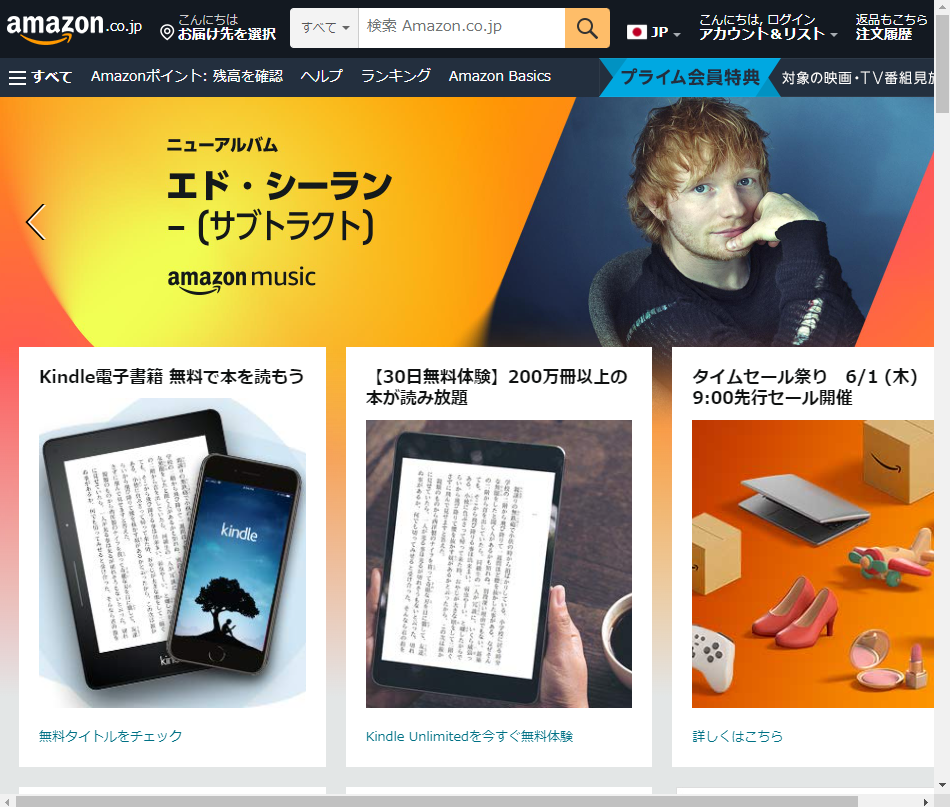 amazon.co.jp
こんにちは
お届け先を選択
すべて
検索 Amazon.co.jp
JP
こんにちは, ログイン
アカウント&リスト
返品もこちら
注文履歴
すべて
Amazonポイント: 残高を確認
ヘルプ
ランキング
Amazon Basics
プライム会員特典
対象の映画・TV番組見放
ニューアルバム
エド・シーラン
– (サブトラクト)
amazon music
Kindle電子書籍 無料で本を読もう
kindle
無料タイトルをチェック
【30日無料体験】200万冊以上の
本が読み放題
Kindle Unlimitedを今すぐ無料体験
タイムセール祭り　6/1 (木)
9:00先行セール開催
詳しくはこちら